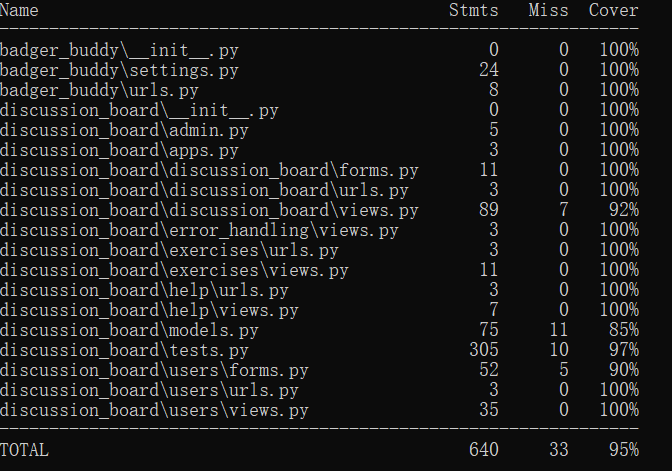 Name Stmts Miss Cover
---------------------------------------------------------------
badger_buddy\__init__.py 0 0 100%
badger_buddy\settings.py 24 0 100%
badger_buddy\urls.py 8 0 100%
discussion_board\__init__.py 0 0 100%
discussion_board\admin.py 5 0 100%
discussion_board\apps.py 3 0 100%
discussion_board\discussion_board\forms.py 11 0 100%
discussion_board\discussion_board\urls.py 3 0 100%
discussion_board\discussion_board\views.py 89 7 92%
discussion_board\error_handling\views.py 3 0 100%
discussion_board\exercises\urls.py 3 0 100%
discussion_board\exercises\views.py 11 0 100%
discussion_board\help\urls.py 3 0 100%
discussion_board\help\views.py 7 0 100%
discussion_board\models.py 75 11 85%
discussion_board\tests.py 305 10 97%
discussion_board\users\forms.py 52 5 90%
discussion_board\users\urls.py 3 0 100%
discussion_board\users\views.py 35 0 100%
---------------------------------------------------------------
TOTAL 640 33 95%